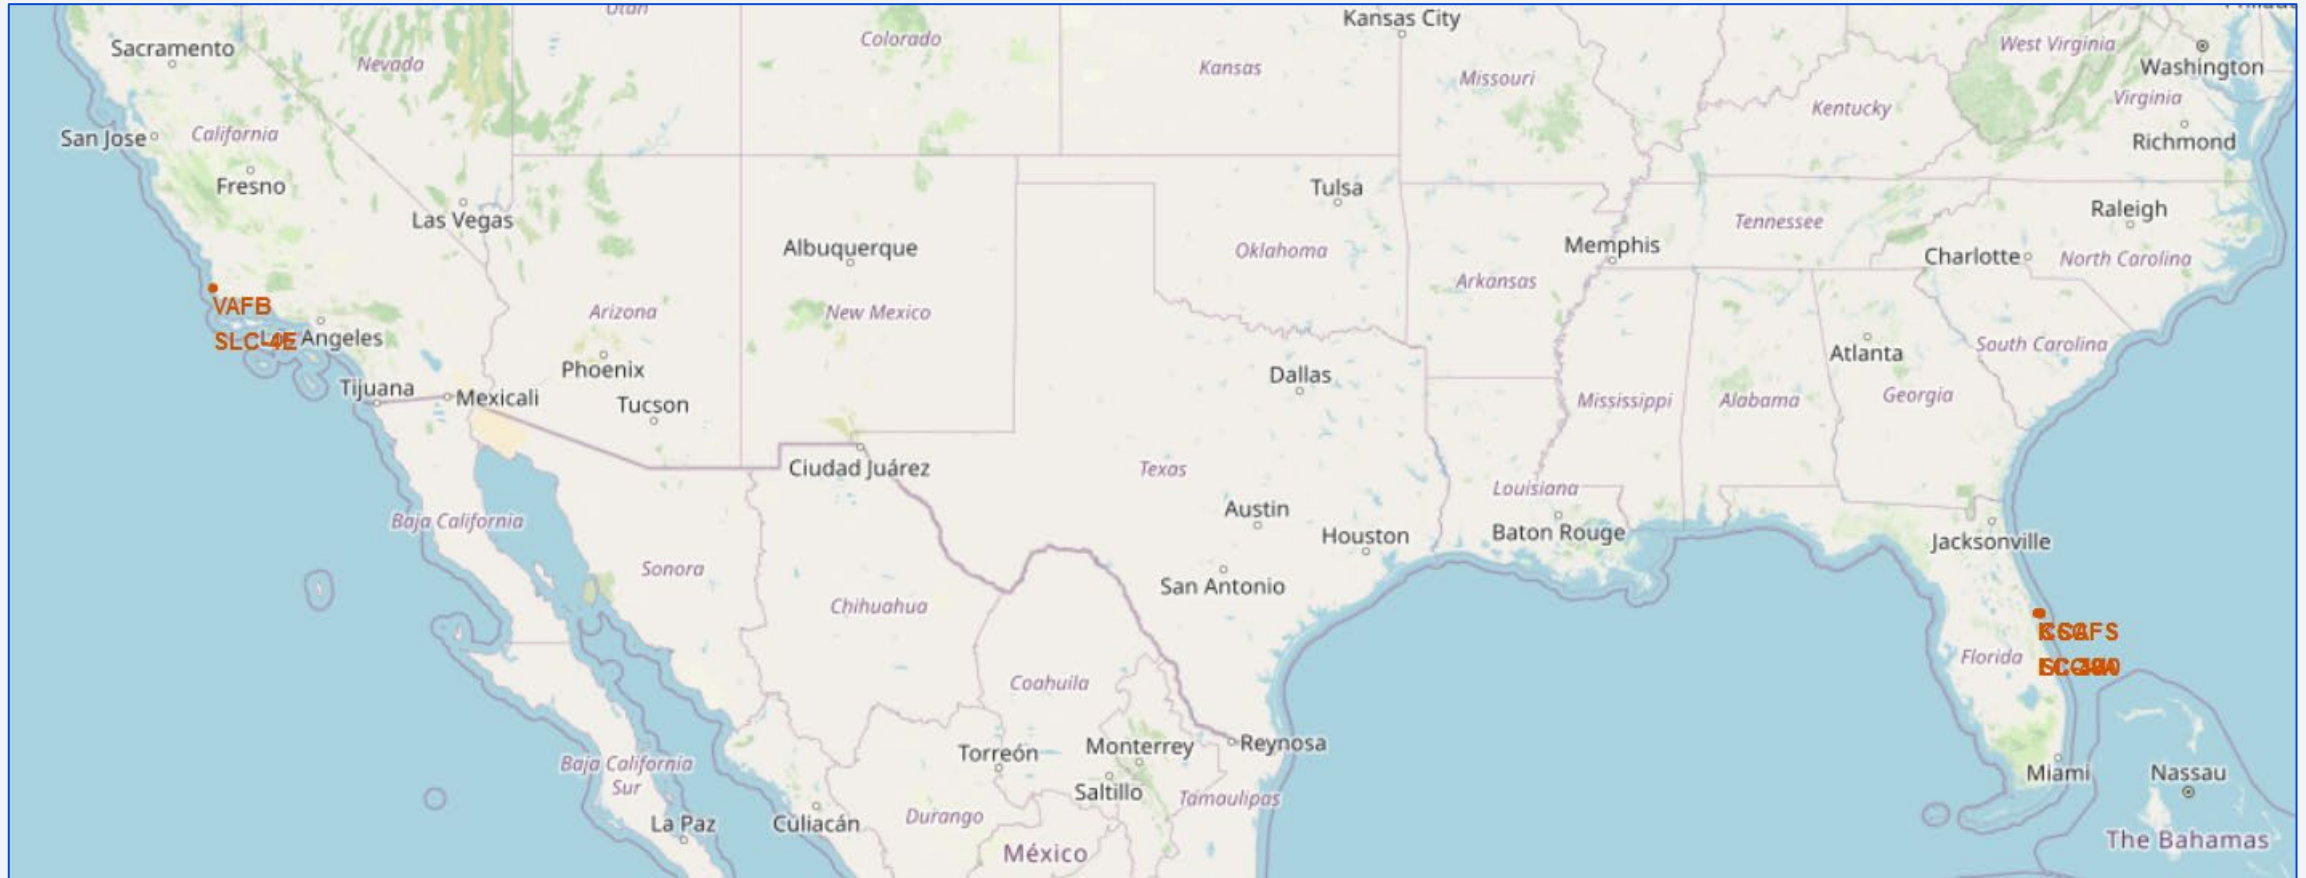 Utah
Kansas City
Sacramento
Colorado
West Virginia
Nevada
Kansas
Missouri
Washington
Virginia
Kentucky
San Jose
California
Richmond
Fresno
Tulsa
Las Vegas
Raleigh
Tennessee
Albuquerque
Oklahoma
Memphis
Charlotte
North Carolina
Arkansas
VAFB
Arizona
New Mexico
SLC-4E
Angeles
South Carolina
Atlanta
Phoenix
Dallas
Tijuana
Mexicali
Tucson
Mississippi
Alabama
Georgia
Ciudad Juárez
Texas
Louisiana
Austin
Baja California
Baton Rouge
Houston
Jacksonville
Sonora
San Antonio
Chihuahua
Florida
Coahuila
Torreón
Monterrey
Reynosa
Baja California
Sur
Miami
Nassau
Saltillo
Tamaulipas
Durango
La Paz
Culiacán
México
The Bahamas